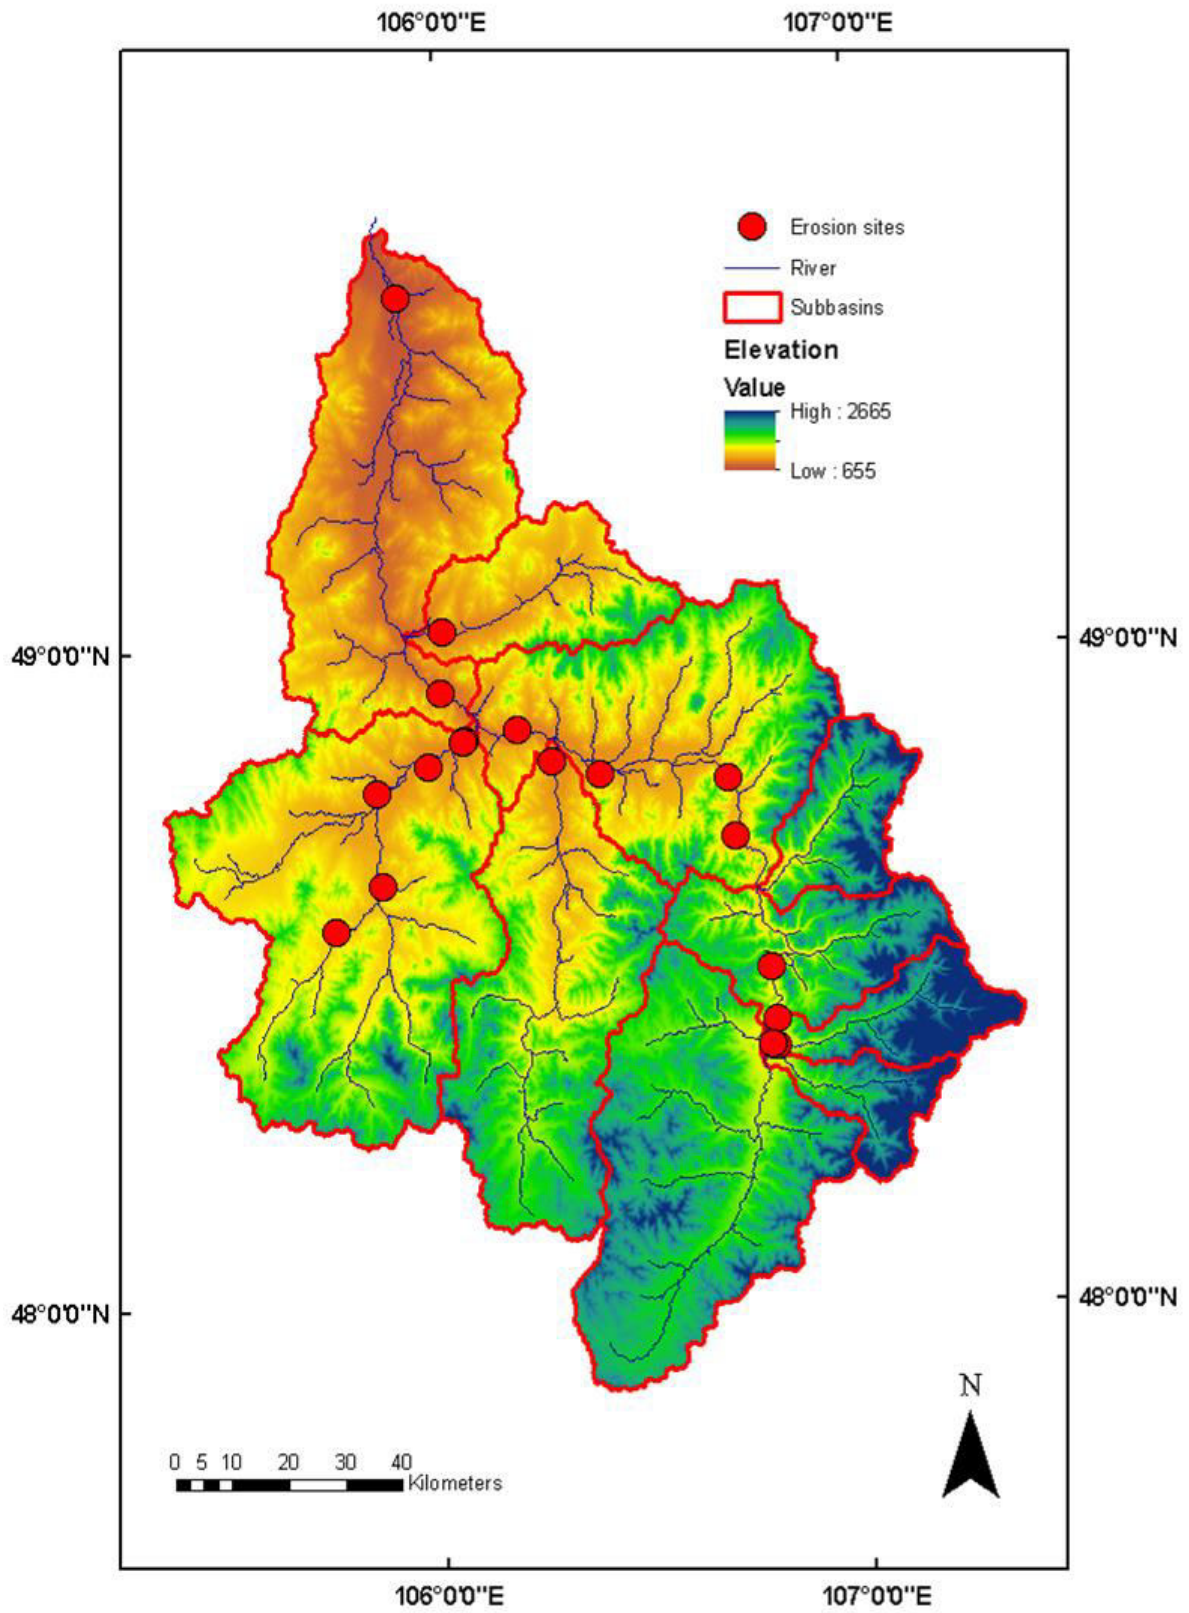 106°0'0"E 107°0'0"E
Erosion sites
River
Subbasins
Elevation
Value
High : 2665
Low : 655
49°0'0"N 49°0'0"N
48°0'0"N 48°0'0"N
N
0 5 10 20 30 40
Kilometers
106°0'0"E 107°0'0"E